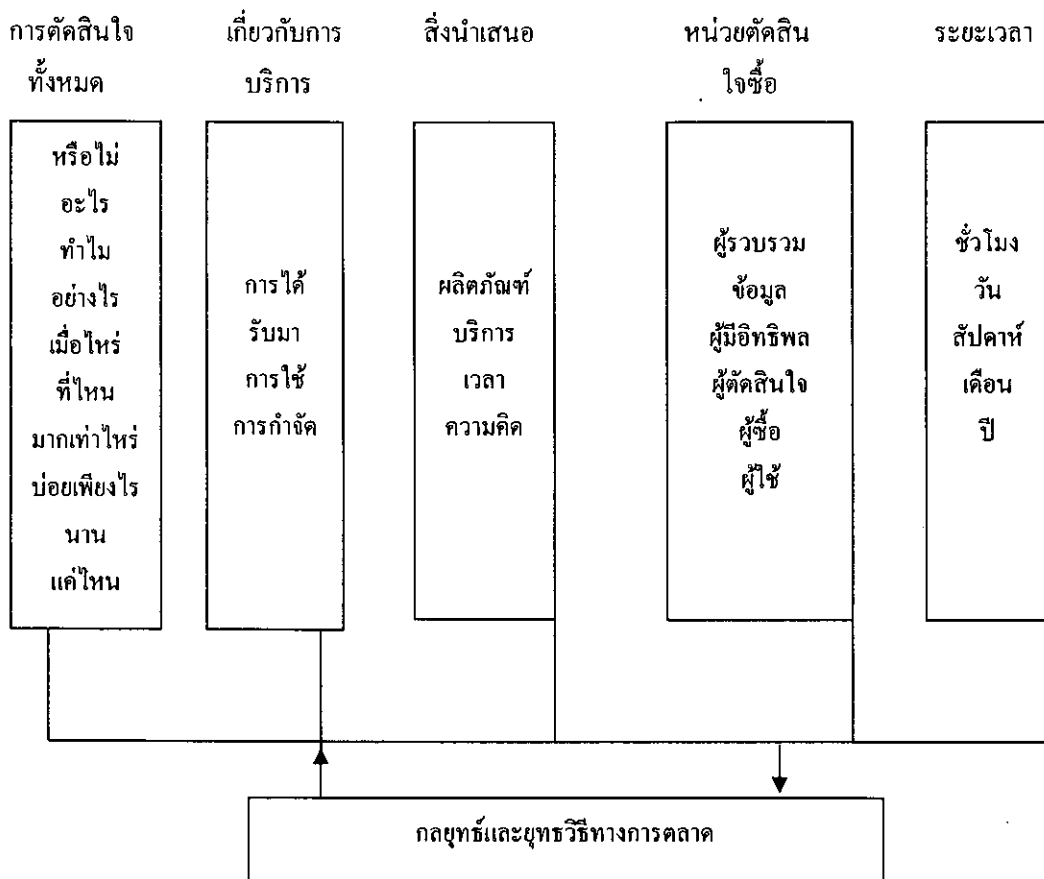 การตัดสินใจ
ทั้งหมด
เกี่ยวกับการ
บริการ
สิ่งนำเสนอ
หน่วยตัดสิน
ใจซื้อ
ระยะเวลา
หรือไม่
อะไร
ทำไม
อย่างไร
เมื่อไหร่
ที่ไหน
มากเท่าไหร่
บ่อยเพียงไร
นาน
แค่ไหน
การได้
รับมา
การใช้
การกำจัด
ผลิตภัณฑ์
บริการ
เวลา
ความคิด
ผู้รวบรวม
ข้อมูล
ผู้มีอิทธิพล
ผู้ตัดสินใจ
ผู้ซื้อ
ผู้ใช้
ชั่วโมง
วัน
สัปดาห์
เดือน
ปี
กลยุทธ์และยุทธวิธีทางการตลาด